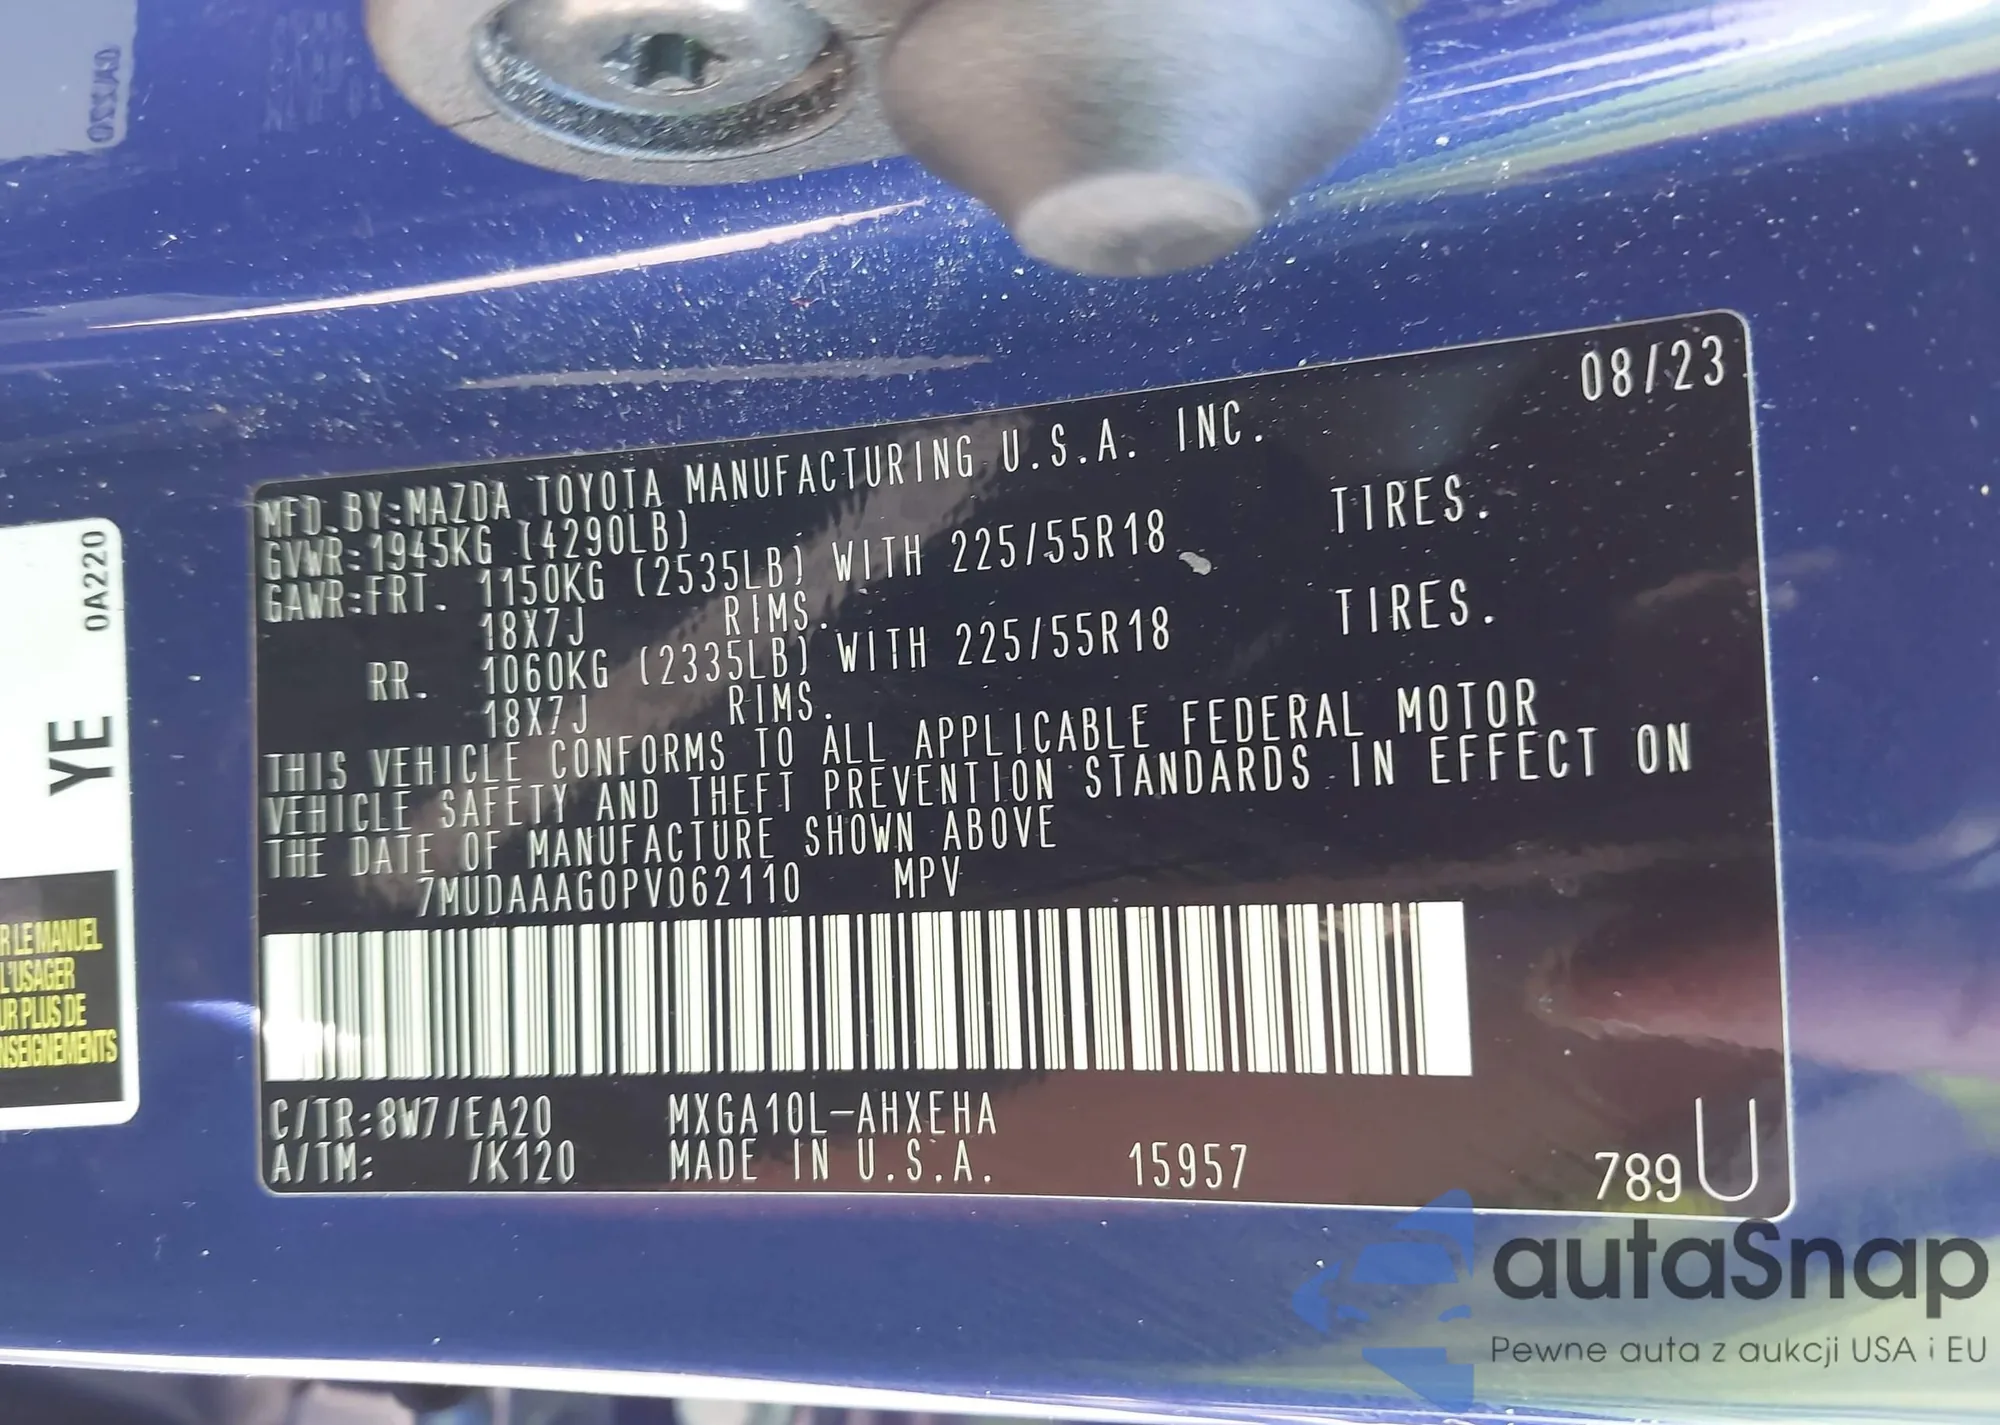 08/23
MFD.BY:MAZDA TOYOTA MANUFACTURING U.S.A. INC.
GVWR:1945KG (4290LB)
GAWR:FRT. 1150KG (2535LB) WITH 225/55R18 TIRES.
18X7J RIMS.
RR. 1060KG (2335LB) WITH 225/55R18 TIRES.
18X7J RIMS.
THIS VEHICLE CONFORMS TO ALL APPLICABLE FEDERAL MOTOR
VEHICLE SAFETY AND THEFT PREVENTION STANDARDS IN EFFECT ON
THE DATE OF MANUFACTURE SHOWN ABOVE
7MUDAAAG0PV062110 MPV
C/TR:8W7/EA20 MXGA10L-AHXEHA
A/TM: /K120 MADE IN U.S.A. 15957 789U
0A220
YE
R LE MANUEL
L'USAGER
UR PLUS DE
NSEIGNEMENTS
autaSnap
Pewne auta z aukcji USA i EU